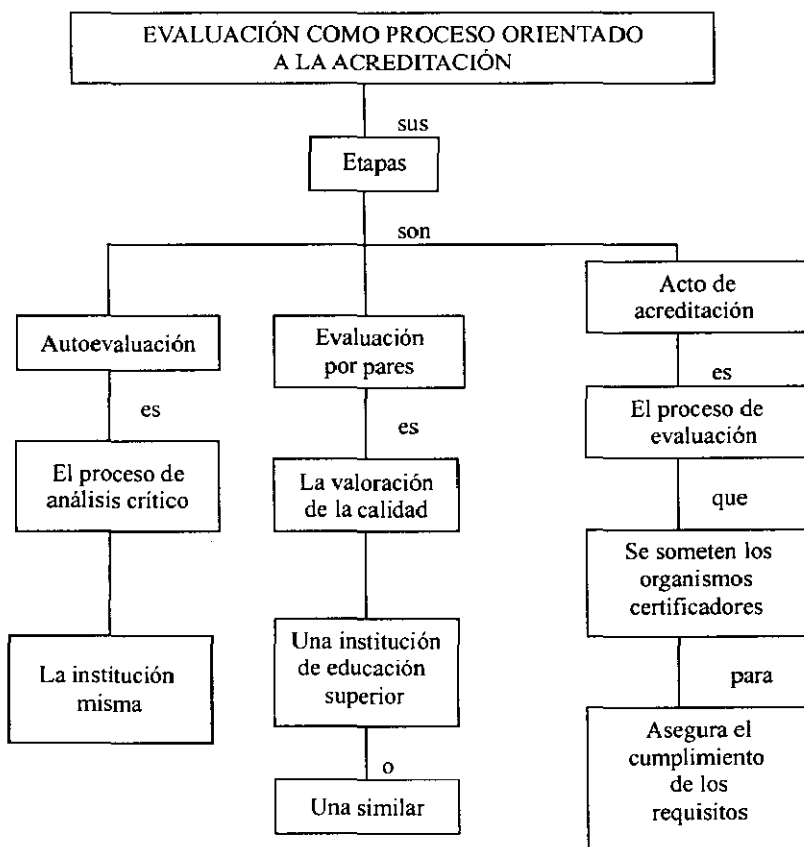 EVALUACIÓN COMO PROCESO ORIENTADO
A LA ACREDITACIÓN
sus
Etapas
son
Autoevaluación
es
El proceso de
análisis crítico
La institución
misma
Evaluación
por pares
es
La valoración
de la calidad
Una institución
de educación
superior
o
Una similar
Acto de
acreditación
es
El proceso de
evaluación
que
Se someten los
organismos
certificadores
para
Asegura el
cumplimiento
de los
requisitos